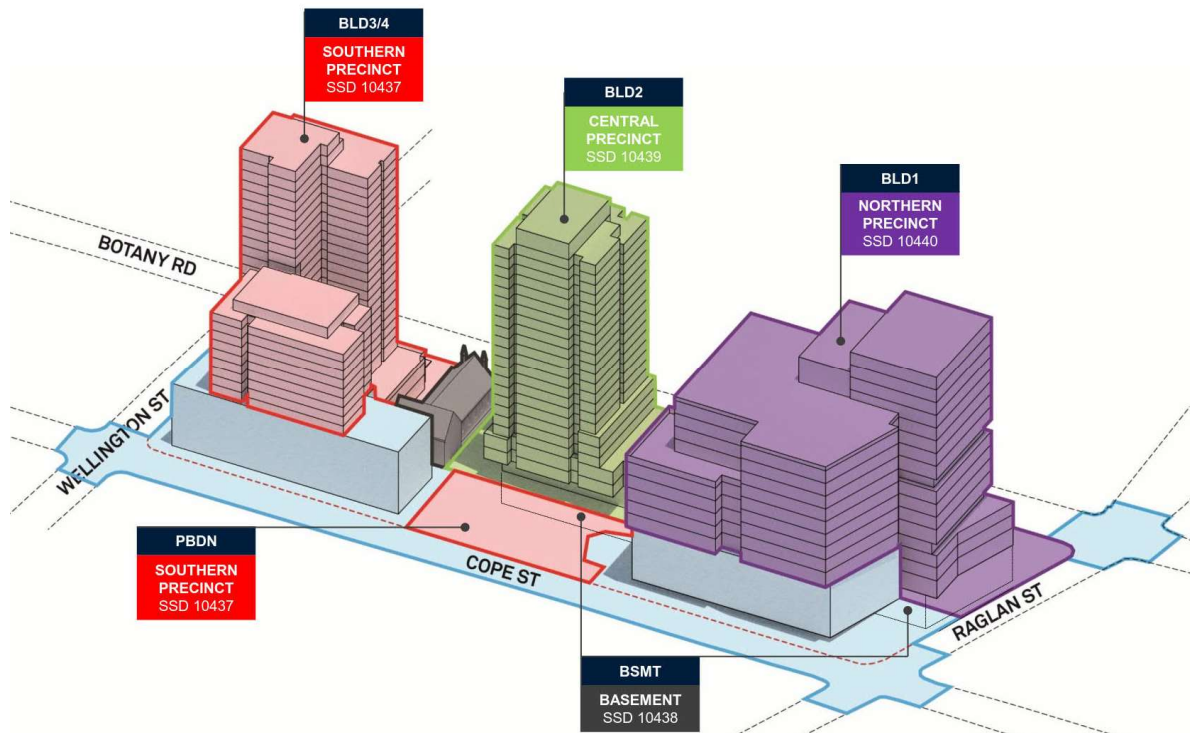 BLD3/4
SOUTHERN
PRECINCT
SSD 10437
BLD2
CENTRAL
PRECINCT
SSD 10439
BLD1
NORTHERN
PRECINCT
SSD 10440
BOTANY RD
WELLINGTON ST
PBDN
SOUTHERN
PRECINCT
SSD 10437
COPE ST
RAGLAN ST
BSMT
BASEMENT
SSD 10438